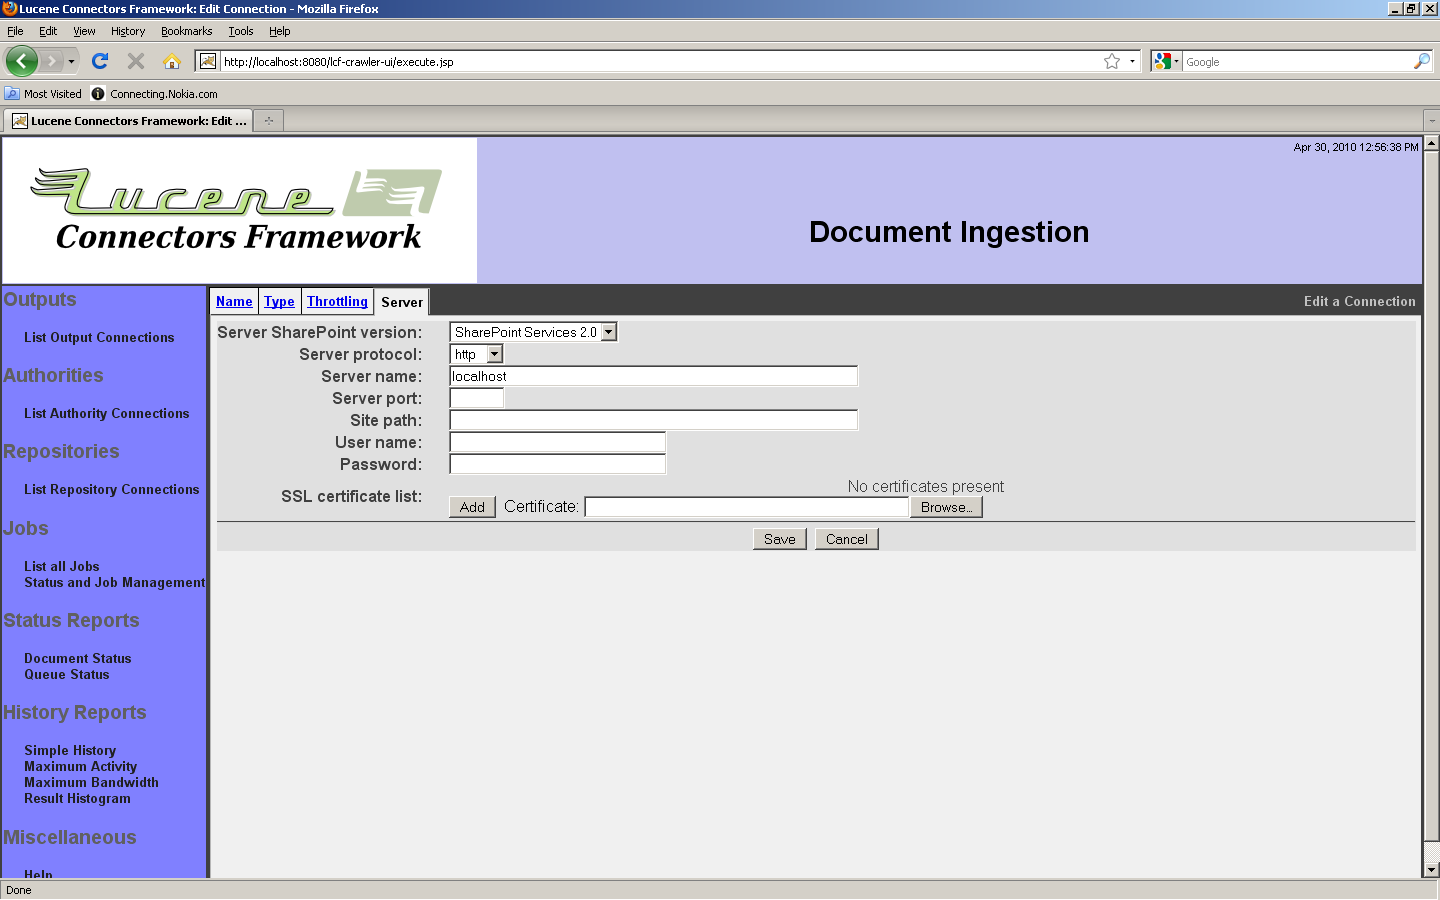 Lucene Connectors Framework: Edit Connection - Mozilla Firefox
File Edit View History Bookmarks Tools Help
http://localhost:8080/lcf-crawler-ui/execute.jsp
Google
Most Visited Connecting.Nokia.com
Lucene Connectors Framework: Edit ...
Apr 30, 2010 12:56:38 PM
Lucene
Connectors Framework
Document Ingestion
Outputs
List Output Connections
Authorities
List Authority Connections
Repositories
List Repository Connections
Jobs
List all Jobs
Status and Job Management
Status Reports
Document Status
Queue Status
History Reports
Simple History
Maximum Activity
Maximum Bandwidth
Result Histogram
Miscellaneous
Help
Name Type Throttling Server
Edit a Connection
Server SharePoint version: SharePoint Services 2.0
Server protocol: http
Server name: localhost
Server port:
Site path:
User name:
Password:
SSL certificate list:
No certificates present
Add Certificate: Browse...
Save Cancel
Done